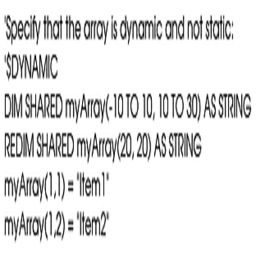 'Specify that the array is dynamic and not static:
'$DYNAMIC
DIM SHARED myArray(-10 TO 10, 10 TO 30) AS STRING
REDIM SHARED myArray(20, 20) AS STRING
myArray(1,1) = "Item1"
myArray(1,2) = "Item2"